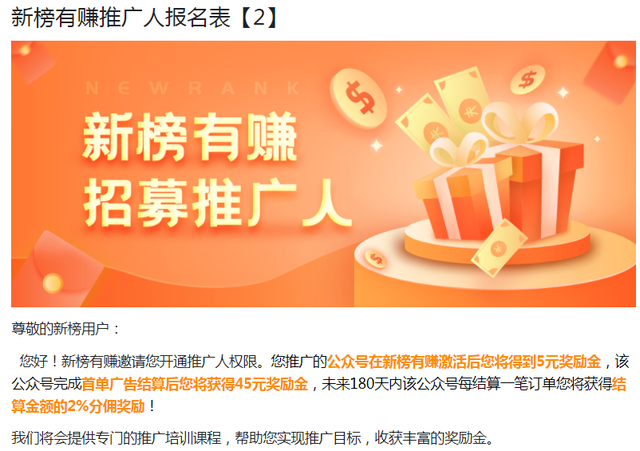 新榜有赚推广人报名表【2】
NEWRANK
新榜有赚
招募推广人
尊敬的新榜用户：
您好！新榜有赚邀请您开通推广人权限。您推广的公众号在新榜有赚激活后您将得到5元奖励金，该
公众号完成首单广告结算后您将获得45元奖励金，未来180天内该公众号每结算一笔订单您将获得结
算金额的2%分佣奖励！
我们将会提供专门的推广培训课程，帮助您实现推广目标，收获丰富的奖励金。